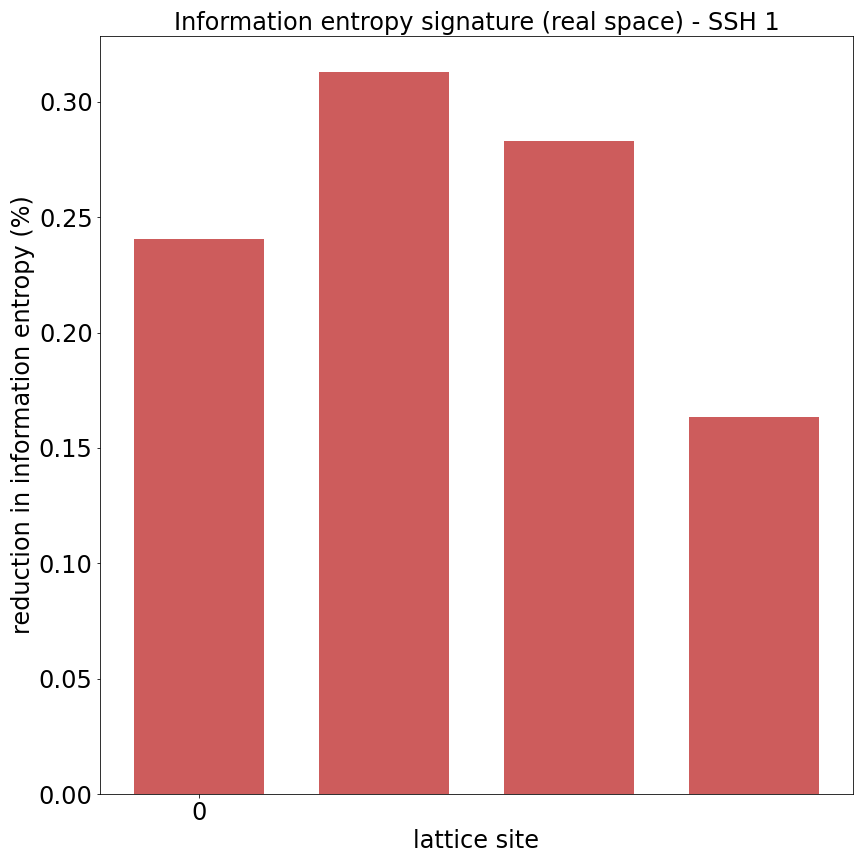 Information entropy signature (real space) - SSH 1
reduction in information entropy (%)
0.30
0.25
0.20
0.15
0.10
0.05
0.00
0
lattice site